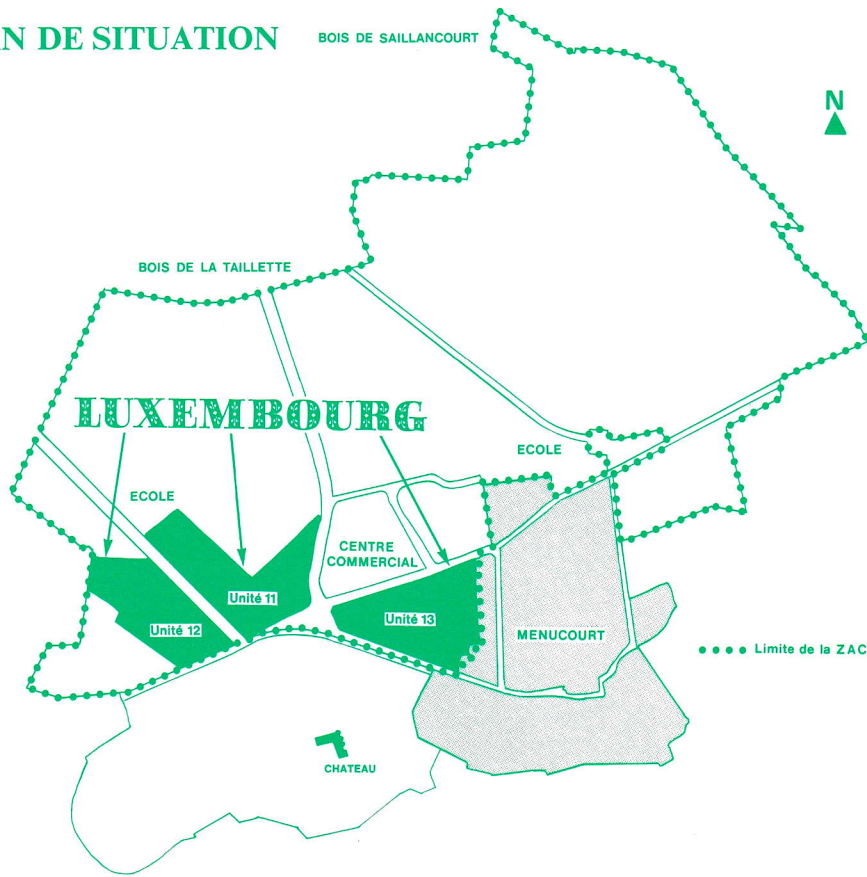 N DE SITUATION
BOIS DE SAILLANCOURT
N
BOIS DE LA TAILLETTE
LUXEMBOURG
ECOLE
ECOLE
CENTRE
COMMERCIAL
Unité 11
Unité 13
Unité 12
MENUCOURT
Limite de la ZAC
CHATEAU